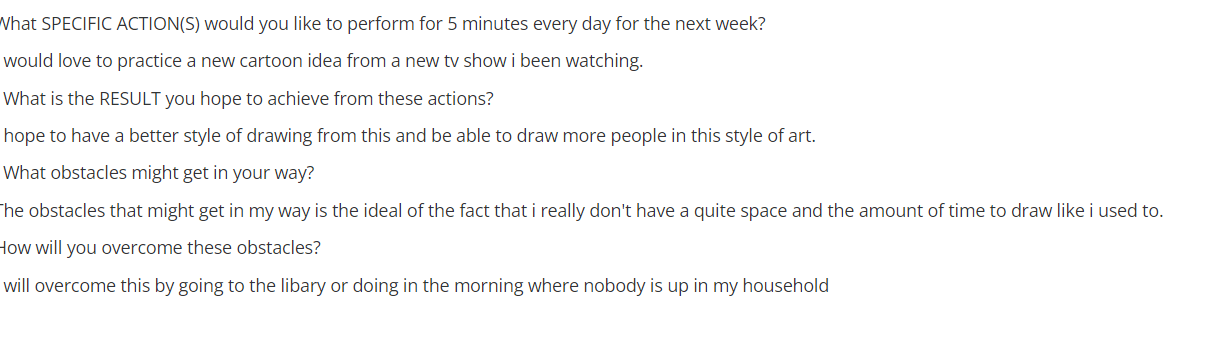 What SPECIFIC ACTION(S) would you like to perform for 5 minutes every day for the next week?
would love to practice a new cartoon idea from a new tv show i been watching.
What is the RESULT you hope to achieve from these actions?
hope to have a better style of drawing from this and be able to draw more people in this style of art.
What obstacles might get in your way?
The obstacles that might get in my way is the ideal of the fact that i really don't have a quite space and the amount of time to draw like i used to.
How will you overcome these obstacles?
will overcome this by going to the libary or doing in the morning where nobody is up in my household